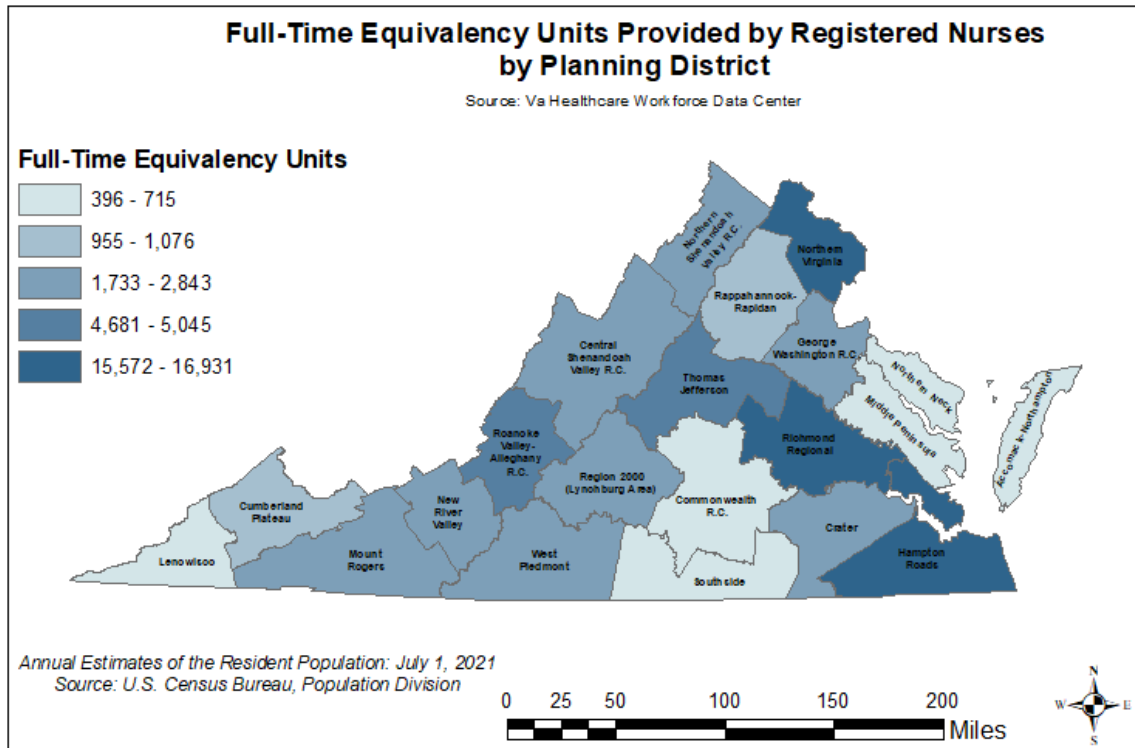 Full-Time Equivalency Units Provided by Registered Nurses
by Planning District
Source: Va Healthcare Workforce Data Center
Full-Time Equivalency Units
396 - 715
955 - 1,076
1,733 - 2,843
4,681 - 5,045
15,572 - 16,931
Northern
Shenandoah
Valley R.C.
Northern
Virginia
Rappahannock-
Rapidan
Central
Shenandoah
Valley R.C.
George
Washington R.C.
Northern Neck
Thomas
Jefferson
Middle Peninsula
Accomack-Northampton
Roanoke
Valley-
Alleghany
R.C.
Richmond
Regional
Region 2000
(Lynchburg Area)
Commonwealth
R.C.
Cumberland
Plateau
New
River
Valley
Crater
Lenowisco
Mount
Rogers
West
Piedmont
Hampton
Roads
Southside
Annual Estimates of the Resident Population: July 1, 2021
Source: U.S. Census Bureau, Population Division
0 25 50 100 150 200
Miles
N
W E
S